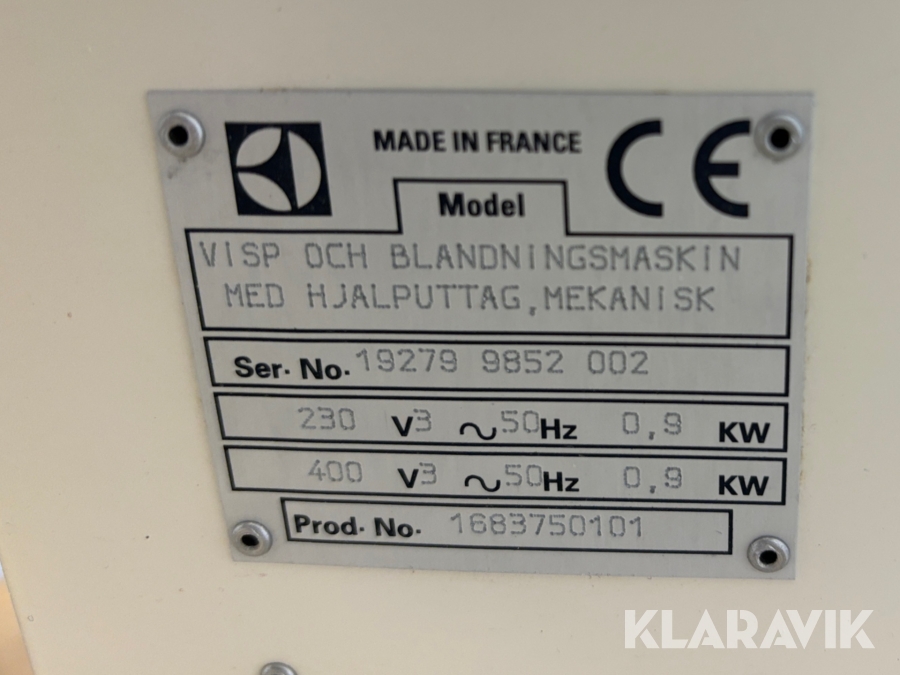 MADE IN FRANCE
CE
Model
VISP OCH BLANDNINGSMASKIN
MED HJALPUTTAG, MEKANISK
Ser. No. 19279 9852 002
230 V3 ~50Hz 0,9 KW
400 V3 ~50Hz 0,9 KW
Prod. No. 1683750101
KLARAVIK